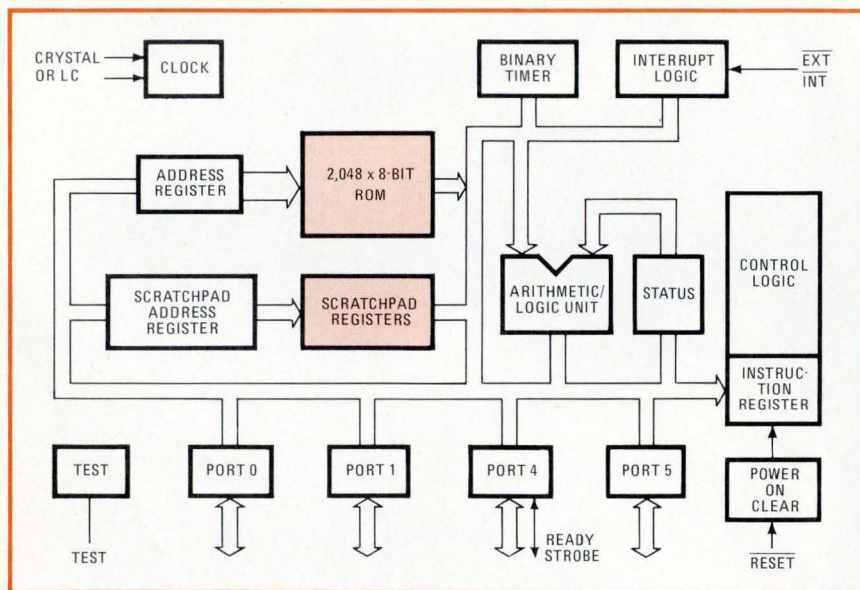 CRYSTAL
OR LC
CLOCK
BINARY
TIMER
INTERRUPT
LOGIC
EXT
INT
ADDRESS
REGISTER
2,048 x 8-BIT
ROM
SCRATCHPAD
ADDRESS
REGISTER
SCRATCHPAD
REGISTERS
ARITHMETIC/
LOGIC UNIT
STATUS
CONTROL
LOGIC
INSTRUC-
TION
REGISTER
TEST
PORT 0
PORT 1
PORT 4
PORT 5
POWER
ON
CLEAR
TEST
READY
STROBE
RESET